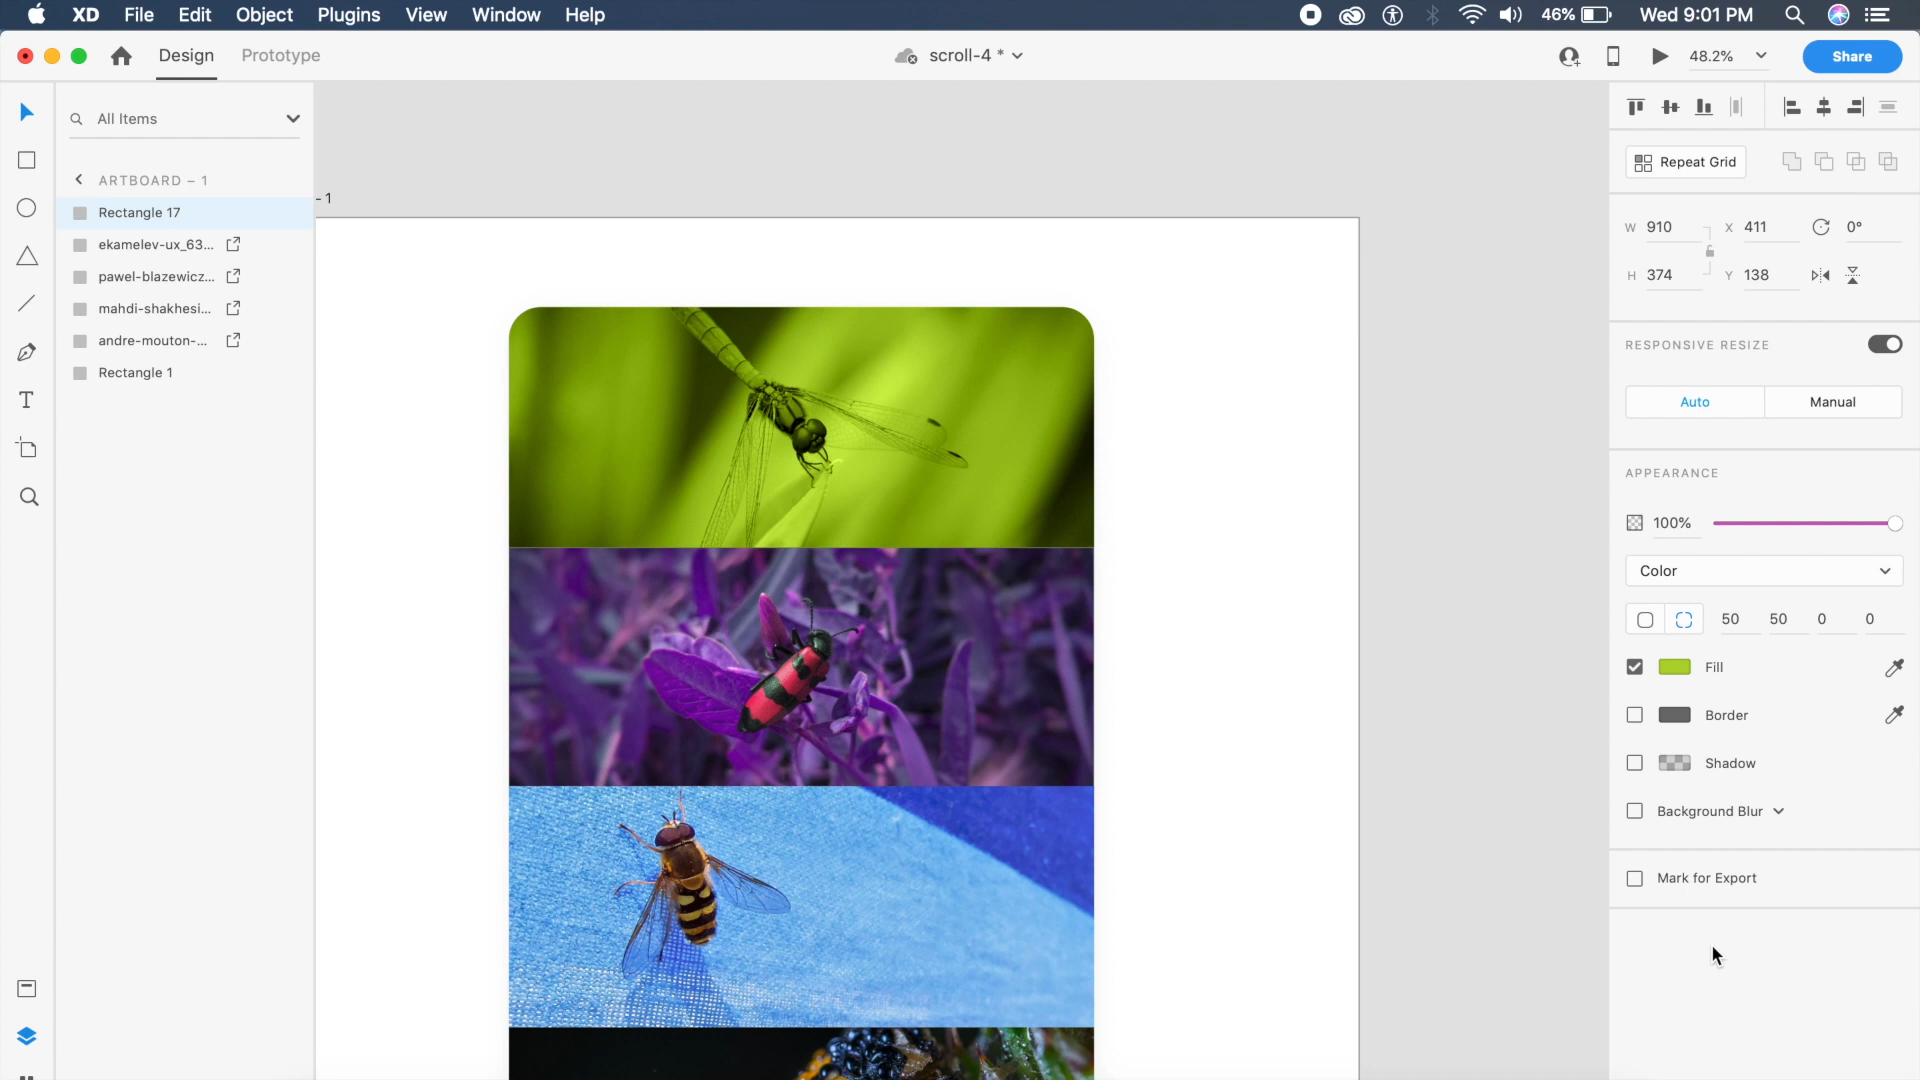 XD File Edit Object Plugins View Window Help 46% Wed 9:01 PM
Design Prototype scroll-4 * 48.2% Share
All Items
ARTBOARD – 1
Rectangle 17
ekamelev-ux_63...
pawel-blazewicz...
mahdi-shakhesi...
andre-mouton-...
Rectangle 1
– 1
Repeat Grid
W 910 X 411 0°
H 374 Y 138
RESPONSIVE RESIZE
Auto Manual
APPEARANCE
100%
Color
50 50 0 0
Fill
Border
Shadow
Background Blur
Mark for Export